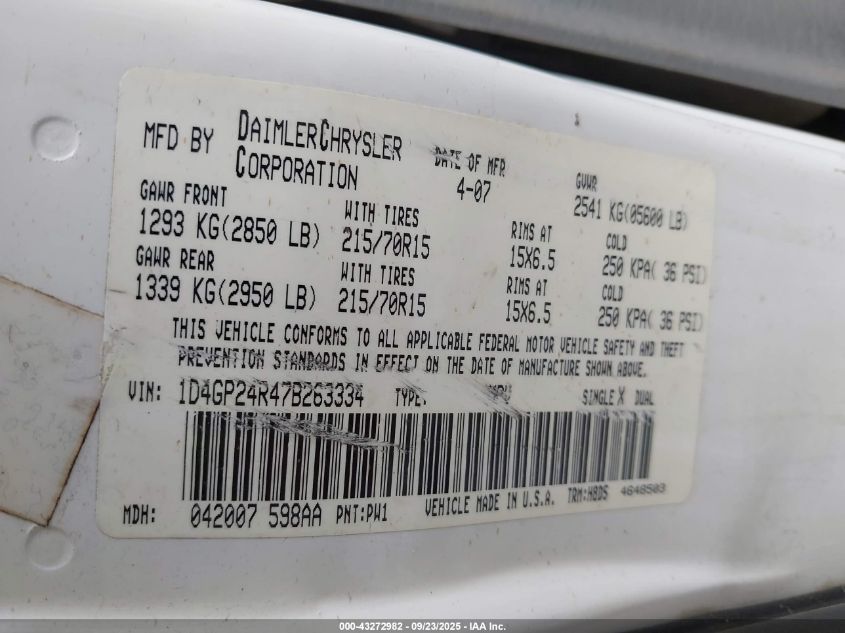 MFD BY DAIMLERCHRYSLER CORPORATION DATE OF MFR 4-07 GVWR 2541 KG(05600 LB)
GAWR FRONT WITH TIRES RIMS AT COLD
1293 KG(2850 LB) 215/70R15 15X6.5 250 KPA( 36 PSI)
GAWR REAR WITH TIRES RIMS AT COLD
1339 KG(2950 LB) 215/70R15 15X6.5 250 KPA( 36 PSI)
THIS VEHICLE CONFORMS TO ALL APPLICABLE FEDERAL MOTOR VEHICLE SAFETY AND THEFT
PREVENTION STANDARDS IN EFFECT ON THE DATE OF MANUFACTURE SHOWN ABOVE.
VIN: 1D4GP24R47B263334 TYPE: MPV SINGLE X DUAL
MDH: 042007 598AA PNT:PW1 VEHICLE MADE IN U.S.A. TRM:H8D5 4648503
000-43272982 - 09/23/2025 - IAA Inc.